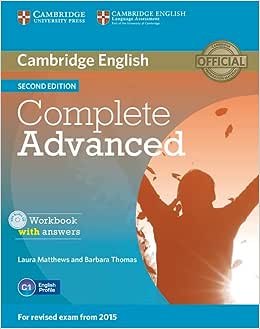 CAMBRIDGE
UNIVERSITY PRESS
CAMBRIDGE ENGLISH
Language Assessment
Part of the University of Cambridge
Cambridge English
OFFICIAL
SECOND EDITION
Complete
Advanced
Workbook
with answers
Laura Matthews and Barbara Thomas
C1
English
Profile
For revised exam from 2015